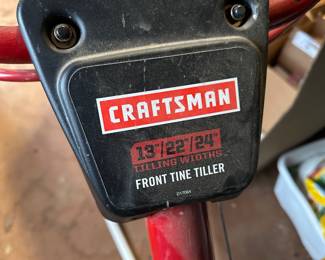 CRAFTSMAN
13"/22"/24"
TILLING WIDTHS
FRONT TINE TILLER